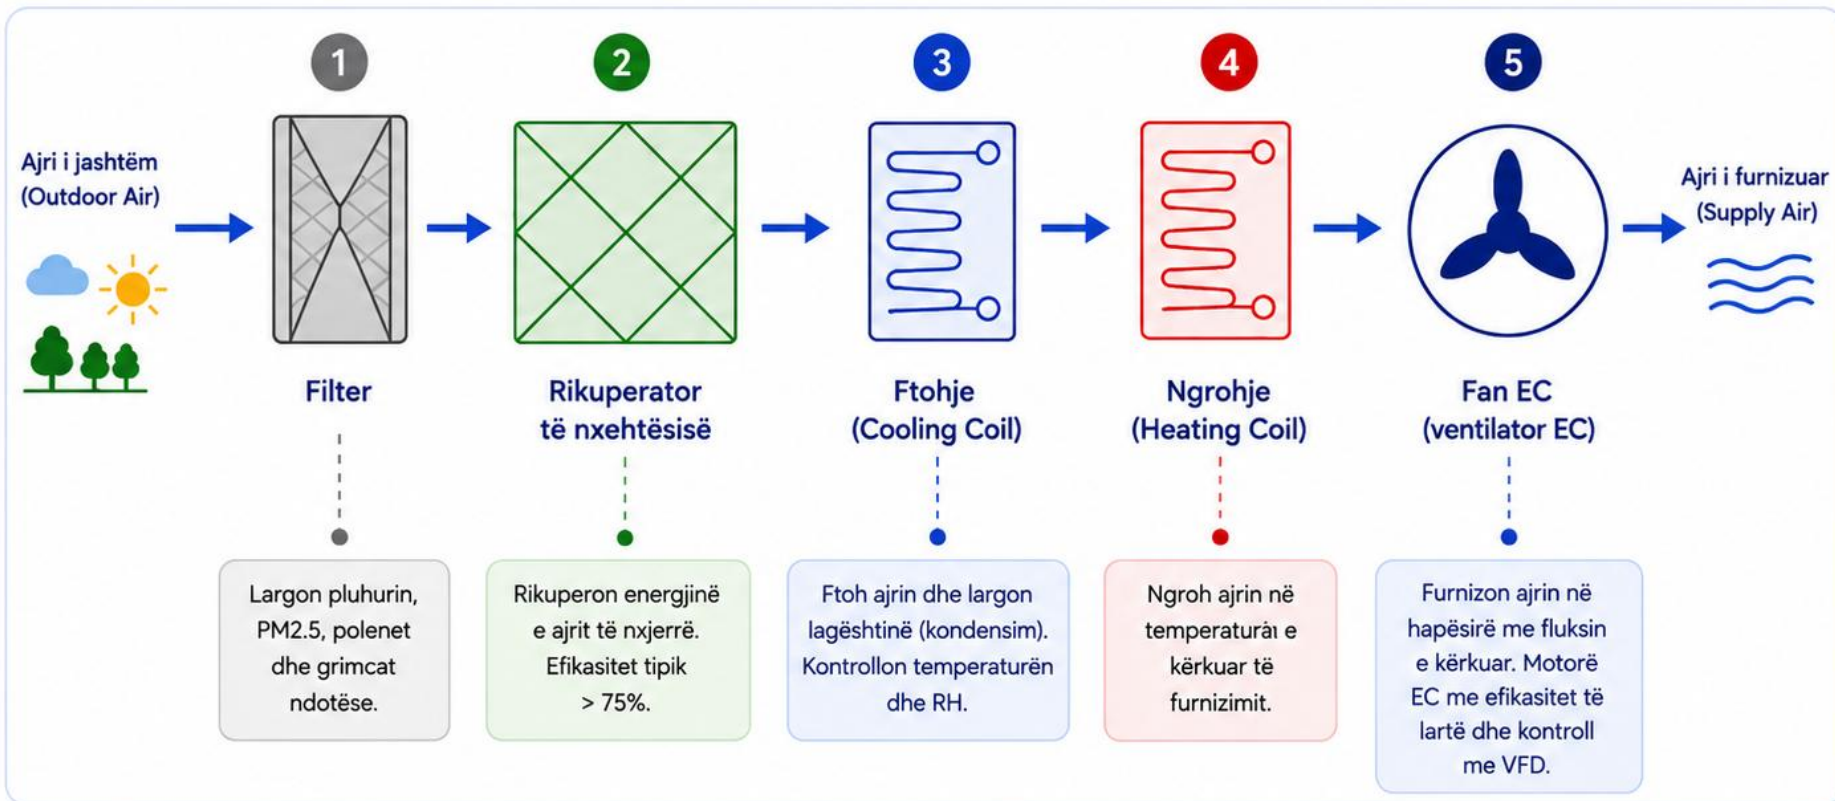 1
2
3
4
5
Ajri i jashtëm
(Outdoor Air)
Ajri i furnizuar
(Supply Air)
Filter
Rikuperator
të nxehtësisë
Ftohje
(Cooling Coil)
Ngrohje
(Heating Coil)
Fan EC
(ventilator EC)
Largon pluhurin,
PM2.5, polenet
dhe grimcat
ndotëse.
Rikuperon energjinë
e ajrit të nxjerrë.
Efikasitet tipik
> 75%.
Ftoh ajrin dhe largon
lagështinë (kondensim).
Kontrollon temperaturën
dhe RH.
Ngroh ajrin në
e
kërkuar të
furnizimit.
Furnizon ajrin në
hapësirë me fluksin
e kërkuar. Motorë
EC me efikasitet të
lartë dhe kontroll
me VFD.